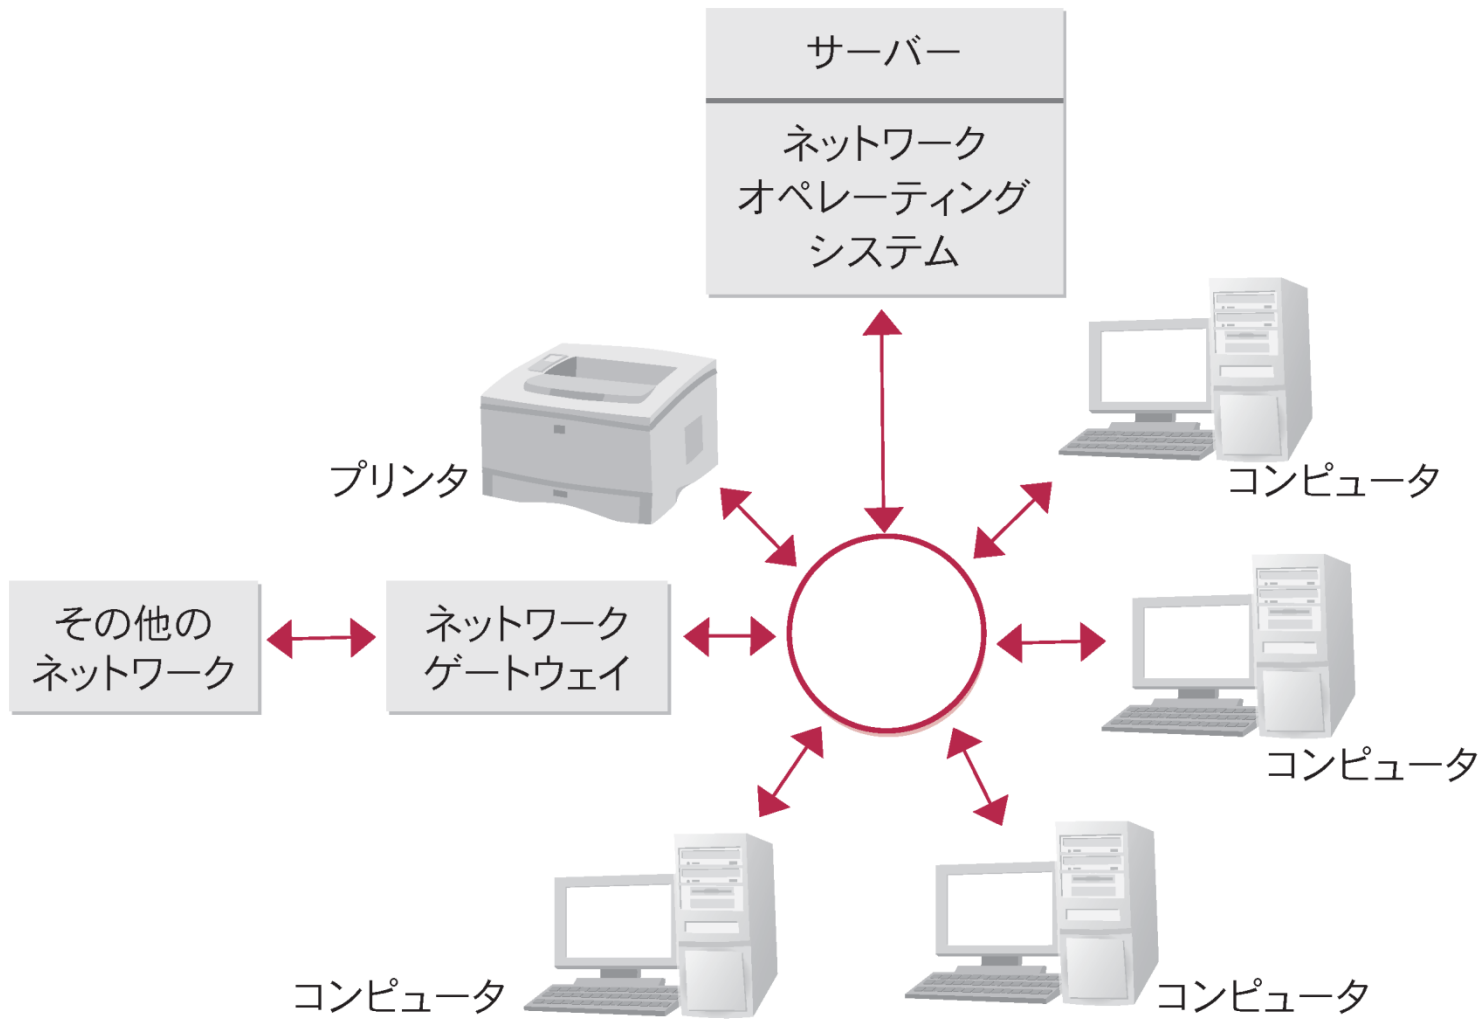 サーバー
ネットワーク
オペレーティング
システム
プリンタ
コンピュータ
その他の
ネットワーク
ネットワーク
ゲートウェイ
コンピュータ
コンピュータ
コンピュータ